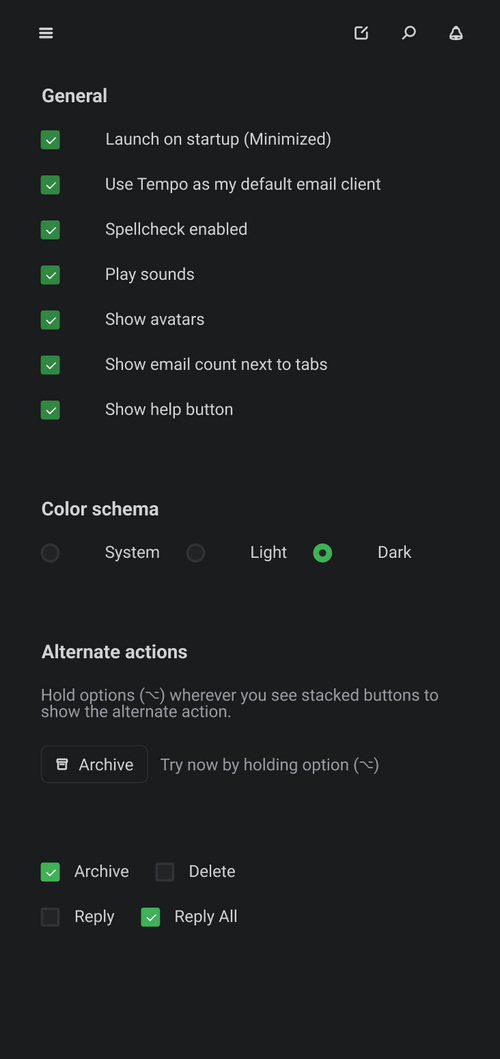 General
Launch on startup (Minimized)
Use Tempo as my default email client
Spellcheck enabled
Play sounds
Show avatars
Show email count next to tabs
Show help button
Color schema
System Light Dark
Alternate actions
Hold options (⌥) wherever you see stacked buttons to
show the alternate action.
Archive Try now by holding option (⌥)
Archive Delete
Reply Reply All